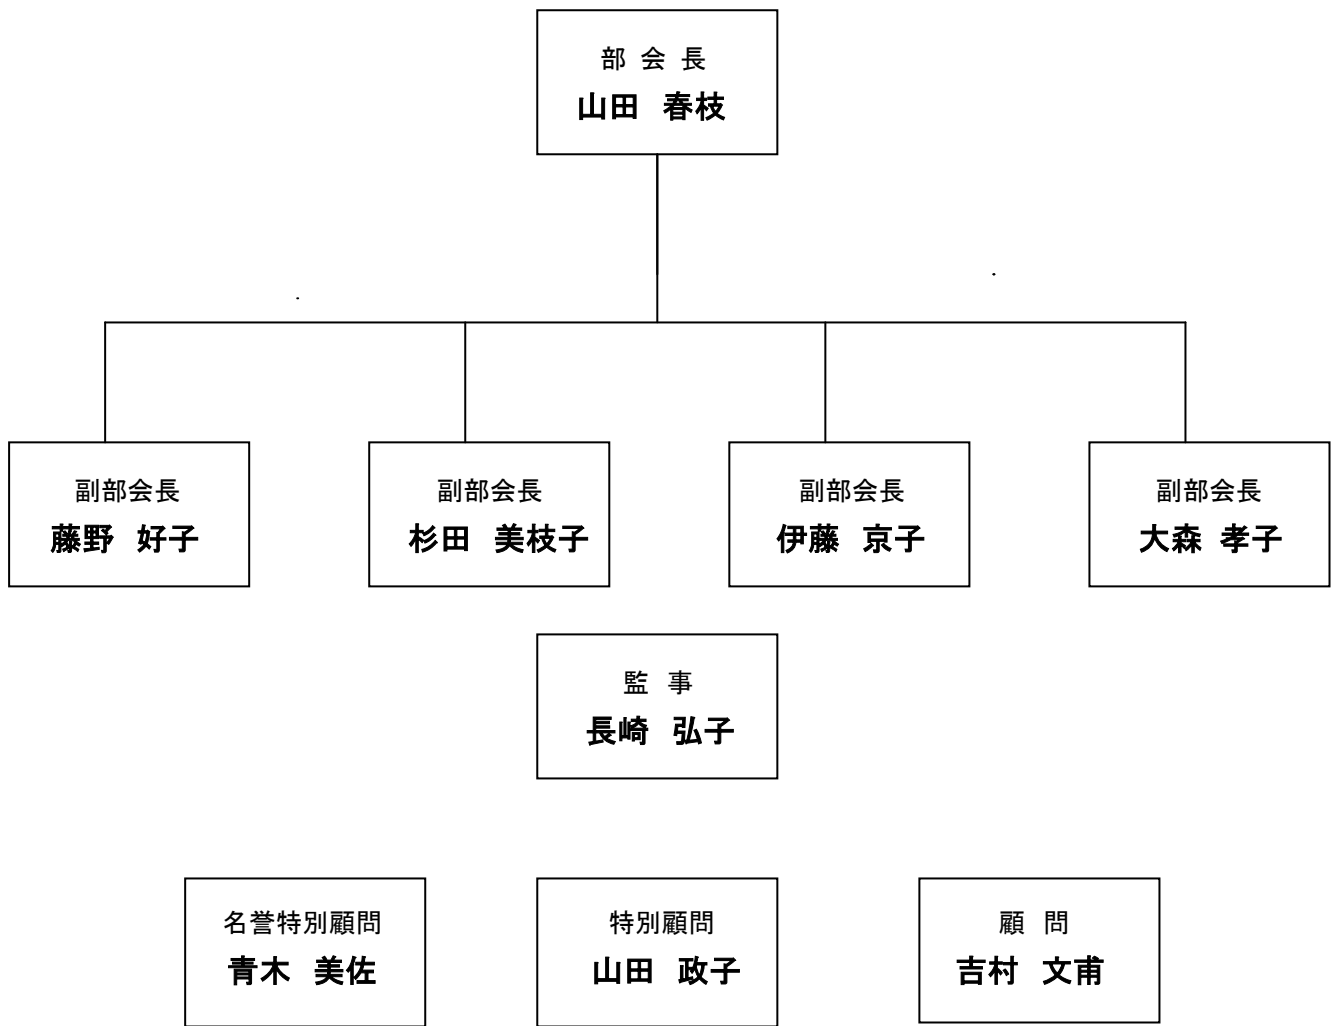 部 会 長
山田 春枝
副部会長
藤野 好子
副部会長
杉田 美枝子
副部会長
伊藤 京子
副部会長
大森 孝子
監 事
長崎 弘子
名誉特別顧問
青木 美佐
特別顧問
山田 政子
顧 問
吉村 文甫